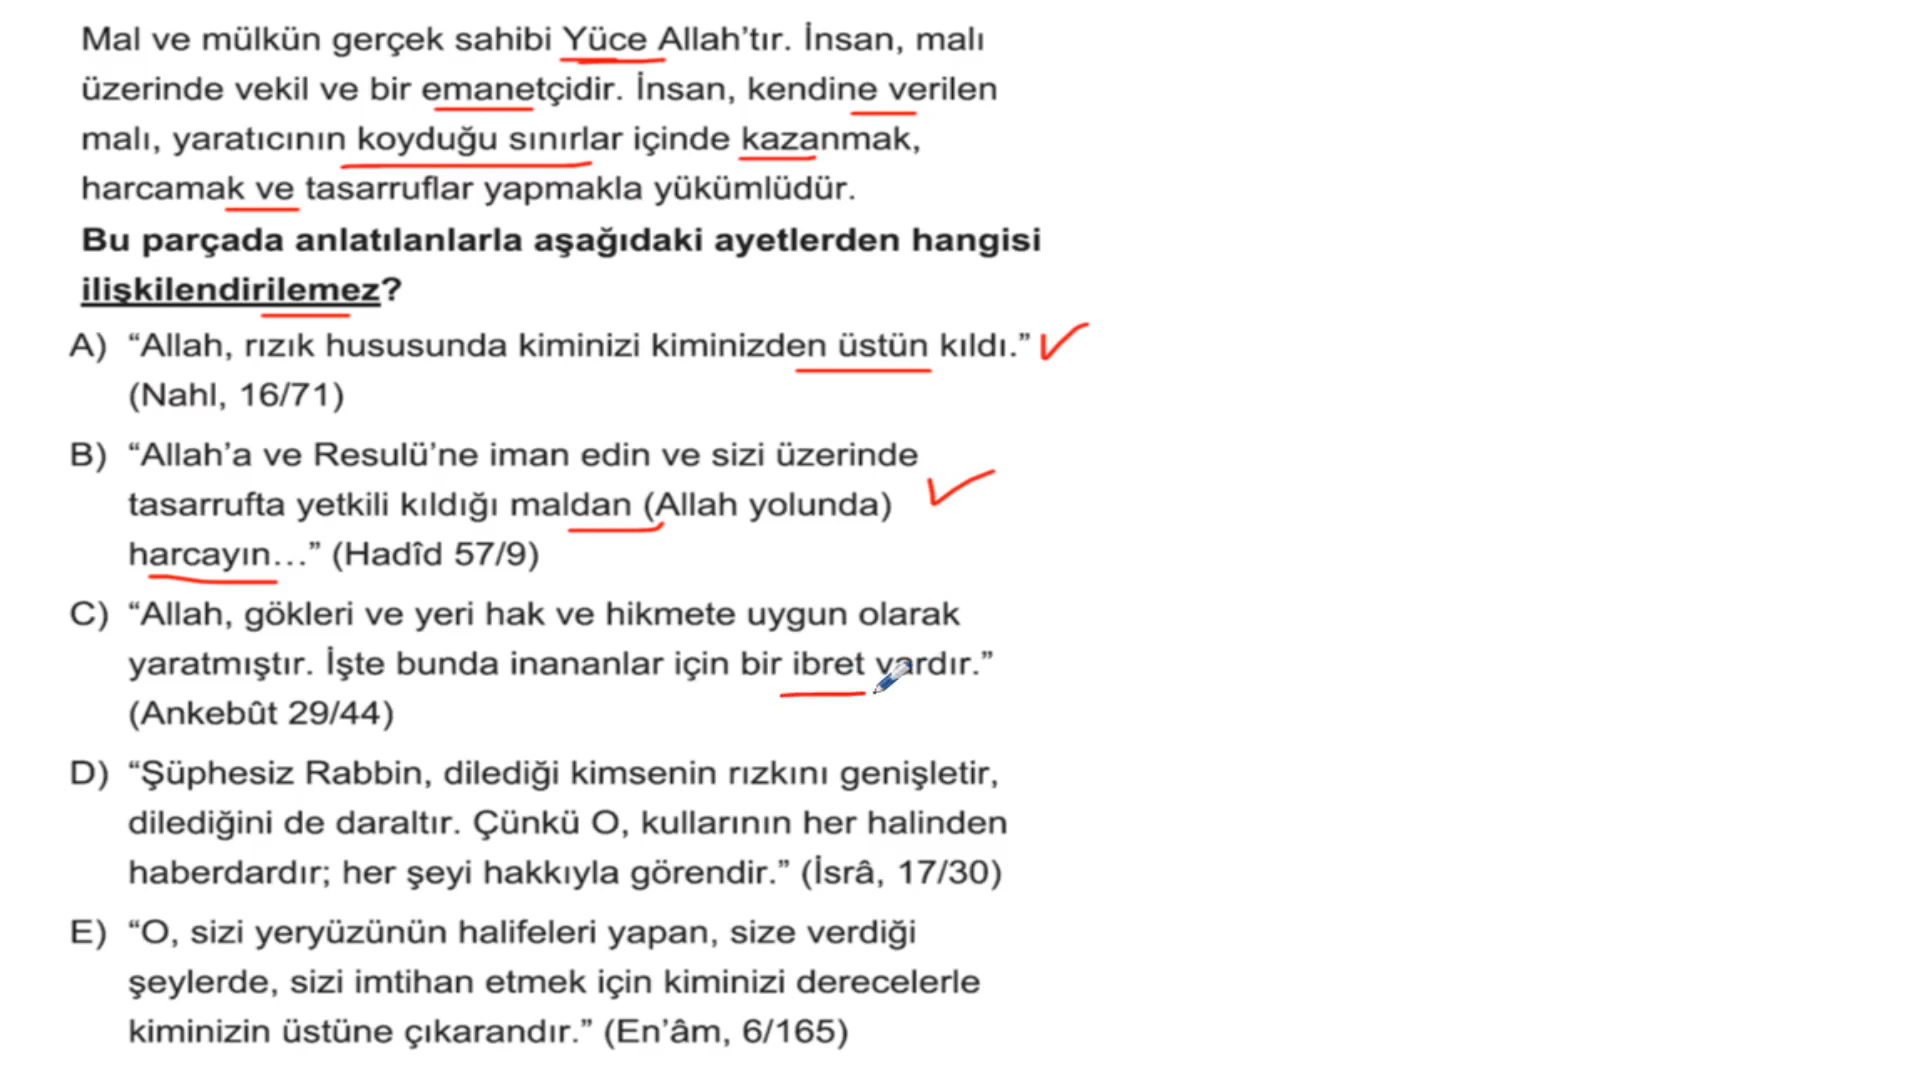 Mal ve mülkün gerçek sahibi Yüce Allah’tır. İnsan, malı
üzerinde vekil ve bir emanetçidir. İnsan, kendine verilen
malı, yaratıcının koyduğu sınırlar içinde kazanmak,
harcamak ve tasarruflar yapmakla yükümlüdür.
Bu parçada anlatılanlarla aşağıdaki ayetlerden hangisi
ilişkilendirilemez?
A) “Allah, rızık hususunda kiminizi kiminizden üstün kıldı.”
(Nahl, 16/71)
B) “Allah’a ve Resulü’ne iman edin ve sizi üzerinde
tasarrufta yetkili kıldığı maldan (Allah yolunda)
harcayın...” (Hadîd 57/9)
C) “Allah, gökleri ve yeri hak ve hikmete uygun olarak
yaratmıştır. İşte bunda inananlar için bir ibret vardır.”
(Ankebût 29/44)
D) “Şüphesiz Rabbin, dilediği kimsenin rızkını genişletir,
dilediğini de daraltır. Çünkü O, kullarının her halinden
haberdardır; her şeyi hakkıyla görendir.” (İsrâ, 17/30)
E) “O, sizi yeryüzünün halifeleri yapan, size verdiği
şeylerde, sizi imtihan etmek için kiminizi derecelerle
kiminizin üstüne çıkarandır.” (En’âm, 6/165)